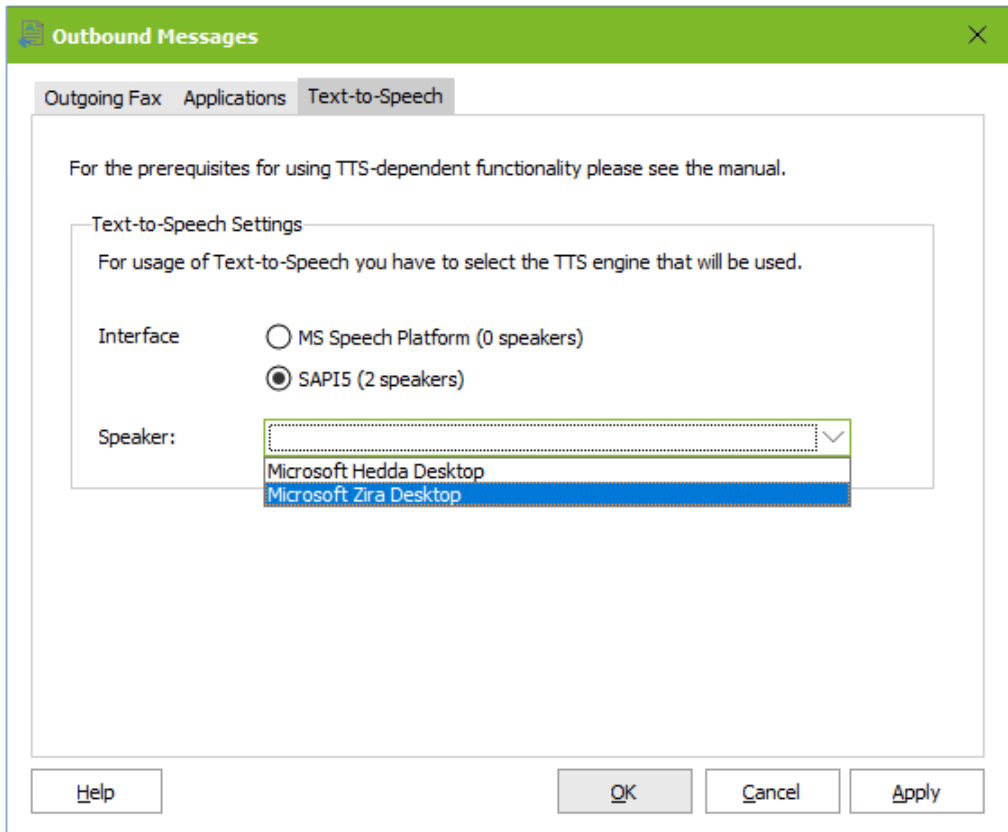 Outbound Messages
Outgoing Fax Applications Text-to-Speech
For the prerequisites for using TTS-dependent functionality please see the manual.
Text-to-Speech Settings
For usage of Text-to-Speech you have to select the TTS engine that will be used.
Interface MS Speech Platform (0 speakers)
SAPI5 (2 speakers)
Speaker:
Microsoft Hedda Desktop
Microsoft Zira Desktop
Help OK Cancel Apply